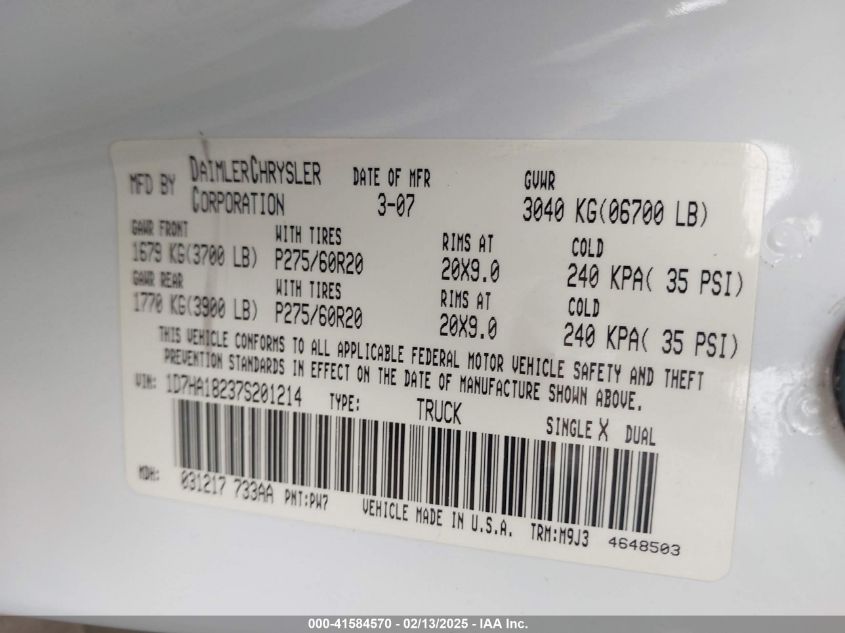 MFD BY DAIMLERCHRYSLER CORPORATION DATE OF MFR 3-07 GVWR 3040 KG(06700 LB)
GAWR FRONT WITH TIRES RIMS AT COLD
1679 KG(3700 LB) P275/60R20 20X9.0 240 KPA( 35 PSI)
GAWR REAR WITH TIRES RIMS AT COLD
1770 KG(3900 LB) P275/60R20 20X9.0 240 KPA( 35 PSI)
THIS VEHICLE CONFORMS TO ALL APPLICABLE FEDERAL MOTOR VEHICLE SAFETY AND THEFT
PREVENTION STANDARDS IN EFFECT ON THE DATE OF MANUFACTURE SHOWN ABOVE.
VIN: 1D7HA18237S201214 TYPE: TRUCK SINGLE X DUAL
MDH: 031217 733AA PNT:PW7 VEHICLE MADE IN U.S.A. TRM:M9J3 4648503
000-41584570 — 02/13/2025 - IAA Inc.